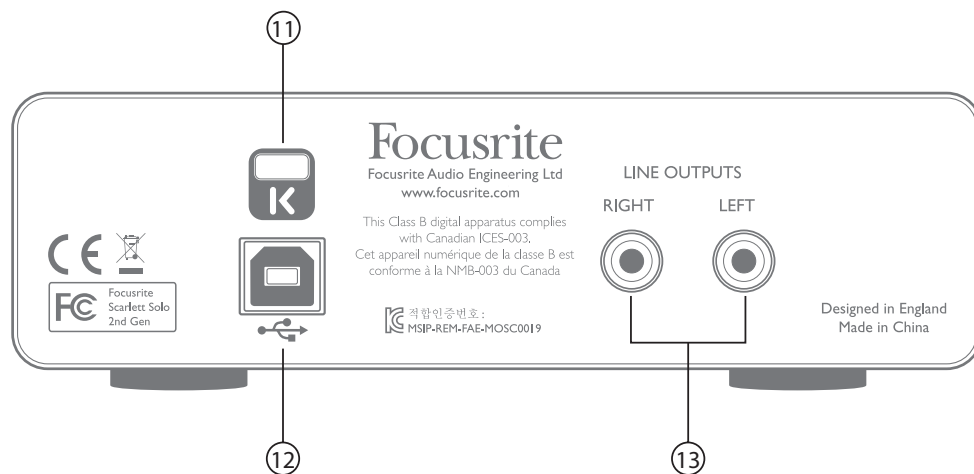 11
Focusrite
Focusrite Audio Engineering Ltd
www.focusrite.com
K
This Class B digital apparatus complies
with Canadian ICES-003.
Cet appareil numérique de la classe B est
conforme à la NMB-003 du Canada
LINE OUTPUTS
RIGHT LEFT
CE
FC
Focusrite
Scarlett Solo
2nd Gen
적합인증번호 :
MSIP-REM-FAE-MOSC0019
Designed in England
Made in China
12
13